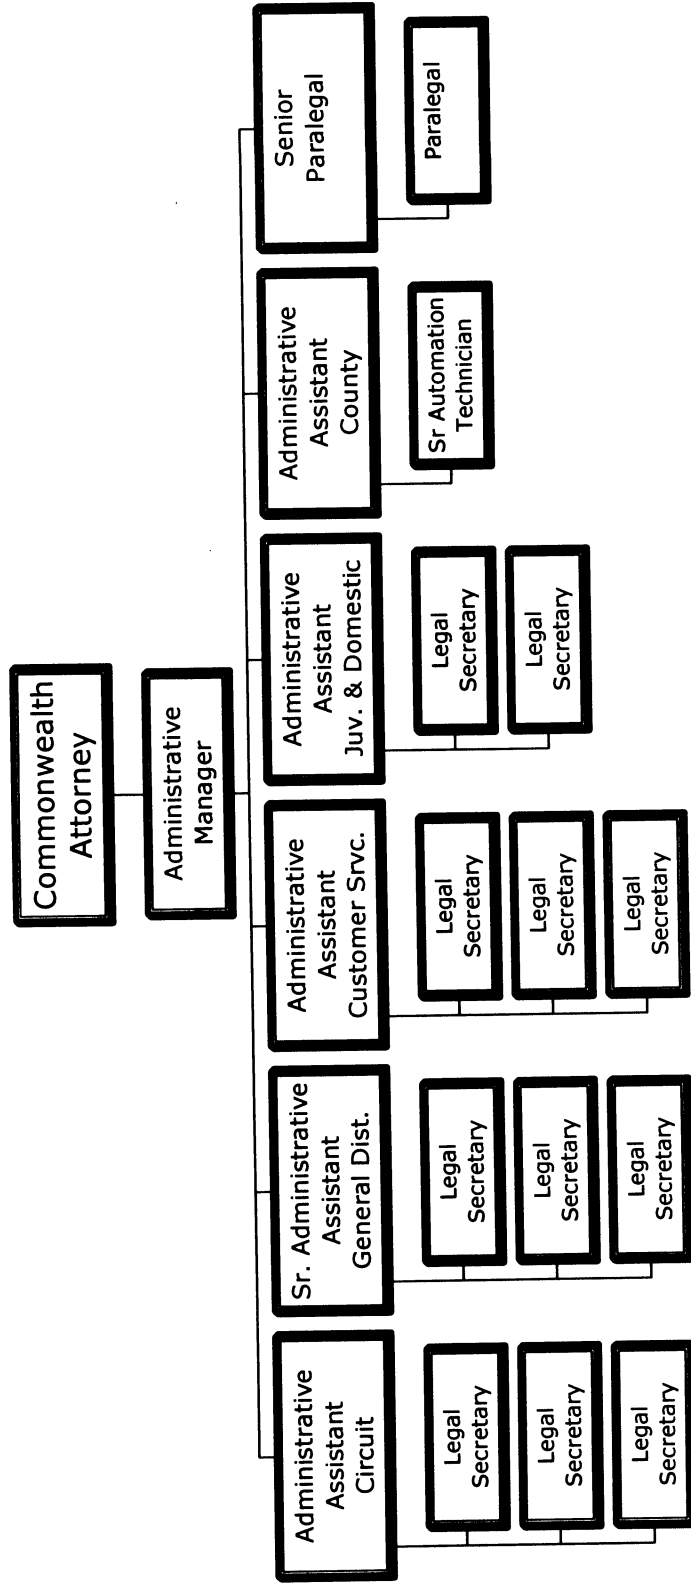 Commonwealth
Attorney
Administrative
Manager
Administrative
Assistant
Circuit
Legal
Secretary
Legal
Secretary
Legal
Secretary
Sr. Administrative
Assistant
General Dist.
Legal
Secretary
Legal
Secretary
Legal
Secretary
Administrative
Assistant
Customer Srvc.
Legal
Secretary
Legal
Secretary
Legal
Secretary
Administrative
Assistant
Juv. & Domestic
Legal
Secretary
Legal
Secretary
Administrative
Assistant
County
Sr Automation
Technician
Senior
Paralegal
Paralegal